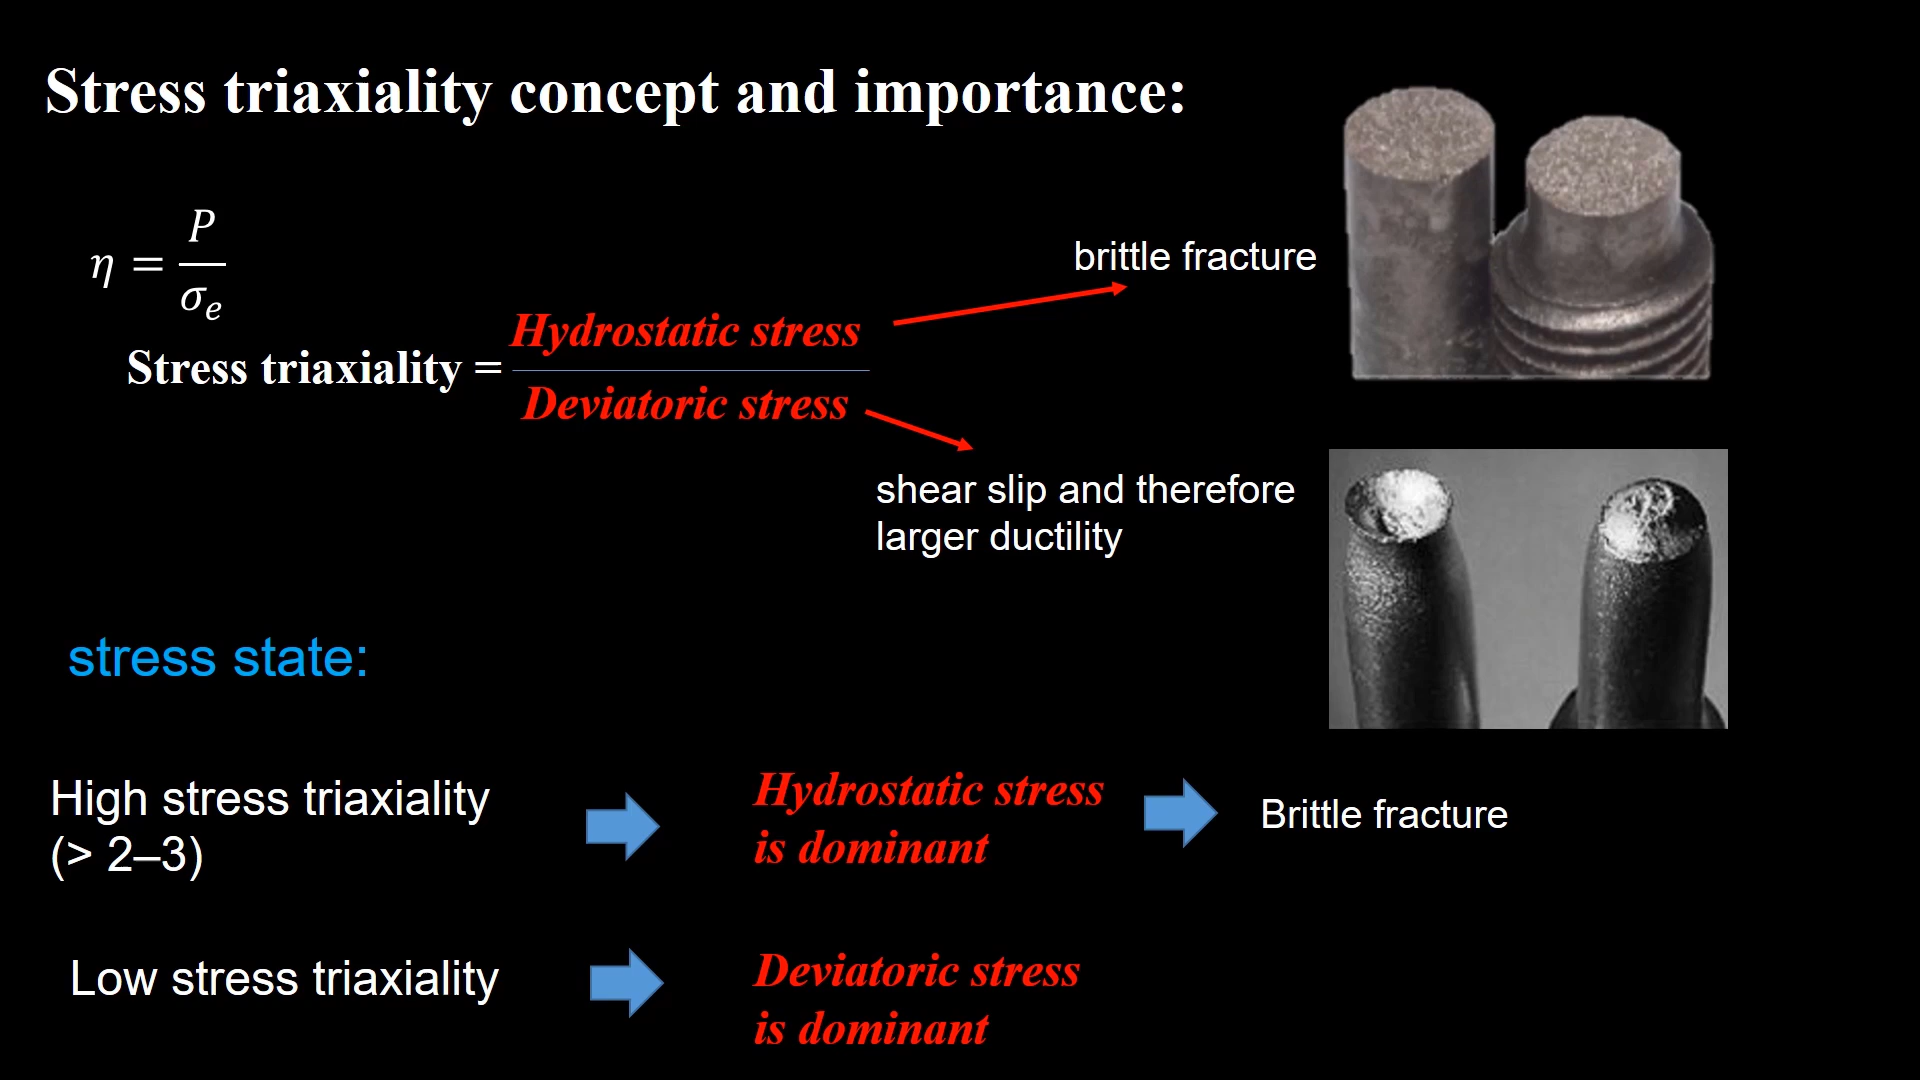 Stress triaxiality concept and importance:
η = P / σₑ
brittle fracture
Stress triaxiality = Hydrostatic stress / Deviatoric stress
shear slip and therefore
larger ductility
stress state:
High stress triaxiality
(> 2–3)
Hydrostatic stress
is dominant
Brittle fracture
Low stress triaxiality
Deviatoric stress
is dominant